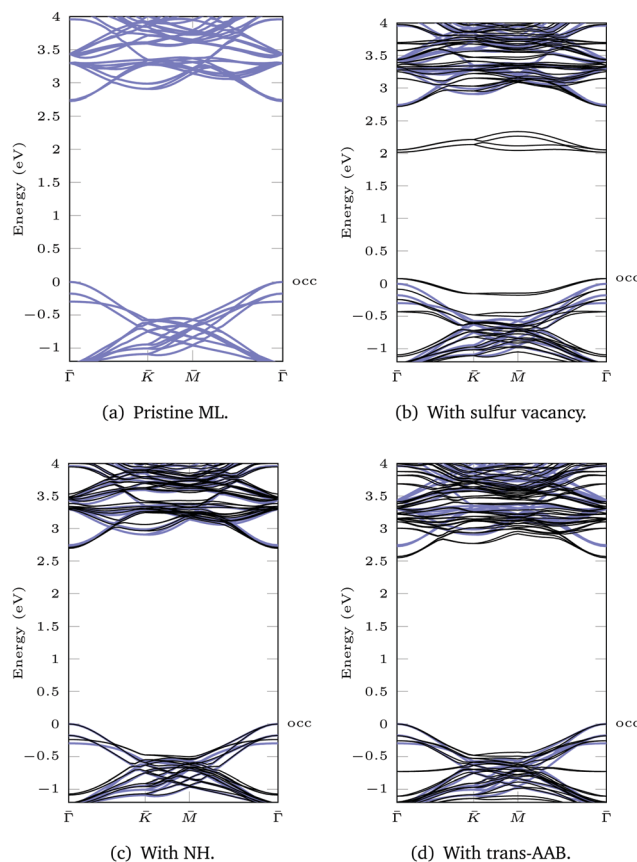 4
3.5
3
2.5
2
1.5
1
0.5
0
−0.5
−1
Energy (eV)
occ
Γ̄ K̄ M̄ Γ̄
(a) Pristine ML.
4
3.5
3
2.5
2
1.5
1
0.5
0
−0.5
−1
Energy (eV)
occ
Γ̄ K̄ M̄ Γ̄
(b) With sulfur vacancy.
4
3.5
3
2.5
2
1.5
1
0.5
0
−0.5
−1
Energy (eV)
occ
Γ̄ K̄ M̄ Γ̄
(c) With NH.
4
3.5
3
2.5
2
1.5
1
0.5
0
−0.5
−1
Energy (eV)
occ
Γ̄ K̄ M̄ Γ̄
(d) With trans-AAB.